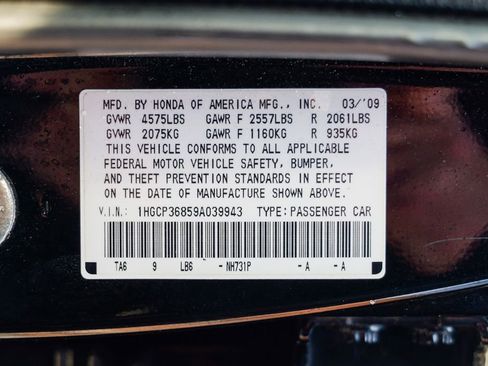 MFD. BY HONDA OF AMERICA MFG., INC. 03/'09
GVWR 4575LBS GAWR F 2557LBS R 2061LBS
GVWR 2075KG GAWR F 1160KG R 935KG
THIS VEHICLE CONFORMS TO ALL APPLICABLE
FEDERAL MOTOR VEHICLE SAFETY, BUMPER,
AND THEFT PREVENTION STANDARDS IN EFFECT
ON THE DATE OF MANUFACTURE SHOWN ABOVE.
V.I.N.: 1HGCP36859A039943 TYPE: PASSENGER CAR
TA6 9 LB6 -NH731P -A -A